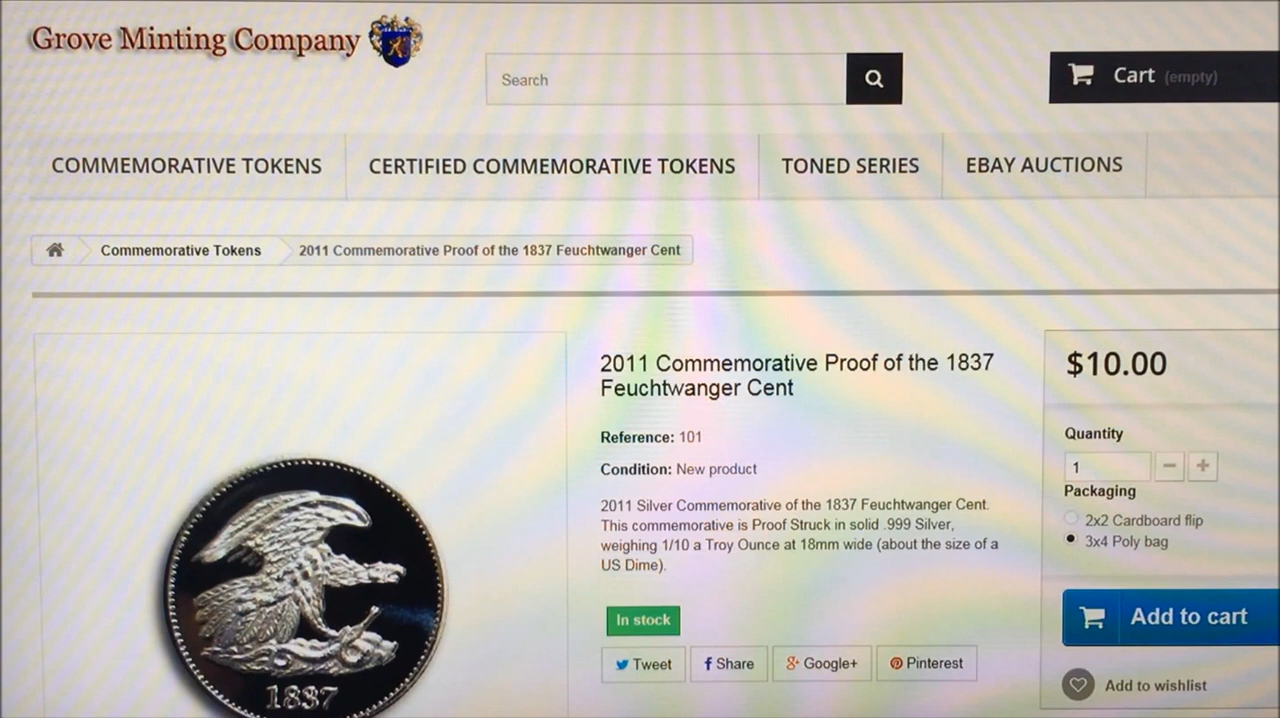 Grove Minting Company
Search
Cart (empty)
COMMEMORATIVE TOKENS
CERTIFIED COMMEMORATIVE TOKENS
TONED SERIES
EBAY AUCTIONS
Commemorative Tokens
2011 Commemorative Proof of the 1837 Feuchtwanger Cent
2011 Commemorative Proof of the 1837
Feuchtwanger Cent
Reference: 101
Condition: New product
2011 Silver Commemorative of the 1837 Feuchtwanger Cent.
This commemorative is Proof Struck in solid .999 Silver,
weighing 1/10 a Troy Ounce at 18mm wide (about the size of a
US Dime).
In stock
Tweet
Share
Google+
Pinterest
$10.00
Quantity
1
Packaging
2x2 Cardboard flip
3x4 Poly bag
Add to cart
Add to wishlist
1837